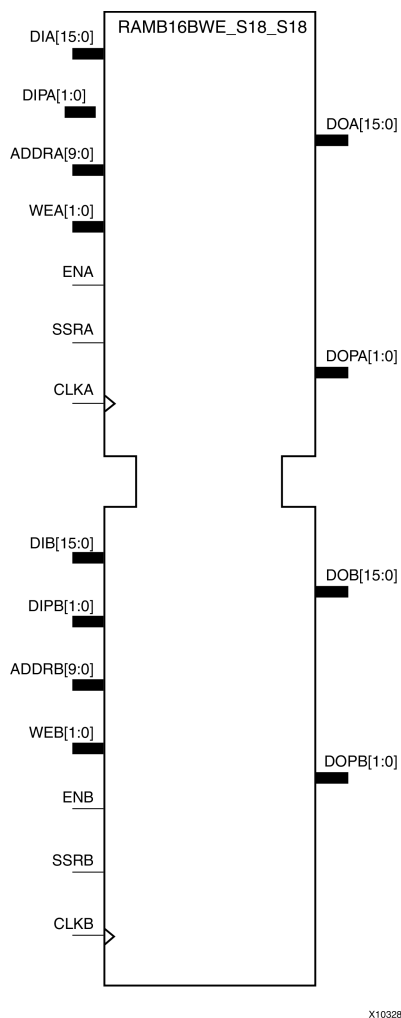 RAMB16BWE_S18_S18
DIA[15:0]
DIPA[1:0]
DOA[15:0]
ADDRA[9:0]
WEA[1:0]
ENA
SSRA
DOPA[1:0]
CLKA
DIB[15:0]
DOB[15:0]
DIPB[1:0]
ADDRB[9:0]
WEB[1:0]
DOPB[1:0]
ENB
SSRB
CLKB
X10328